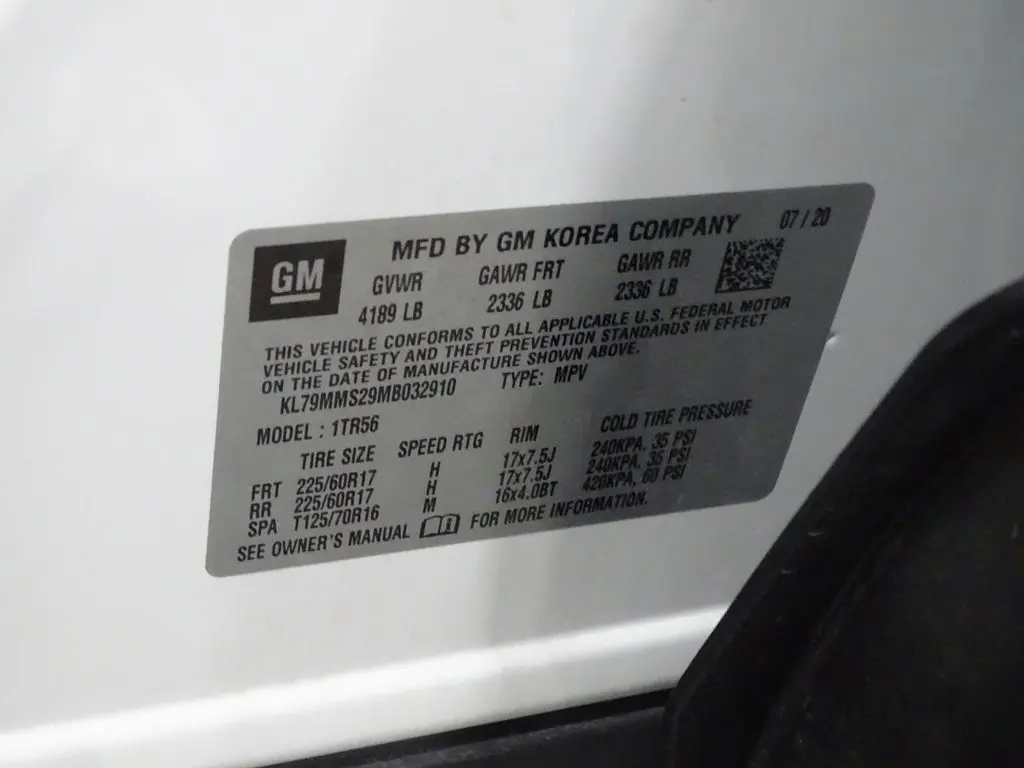 GM
MFD BY GM KOREA COMPANY 07/20
GVWR GAWR FRT GAWR RR
4189 LB 2336 LB 2336 LB
THIS VEHICLE CONFORMS TO ALL APPLICABLE U.S. FEDERAL MOTOR
VEHICLE SAFETY AND THEFT PREVENTION STANDARDS IN EFFECT
ON THE DATE OF MANUFACTURE SHOWN ABOVE.
KL79MMS29MB032910 TYPE: MPV
MODEL : 1TR56
TIRE SIZE SPEED RTG RIM COLD TIRE PRESSURE
FRT 225/60R17 H 17x7.5J 240KPA, 35 PSI
RR 225/60R17 H 17x7.5J 240KPA, 35 PSI
SPA T125/70R16 M 16x4.0BT 420KPA, 60 PSI
SEE OWNER'S MANUAL FOR MORE INFORMATION.